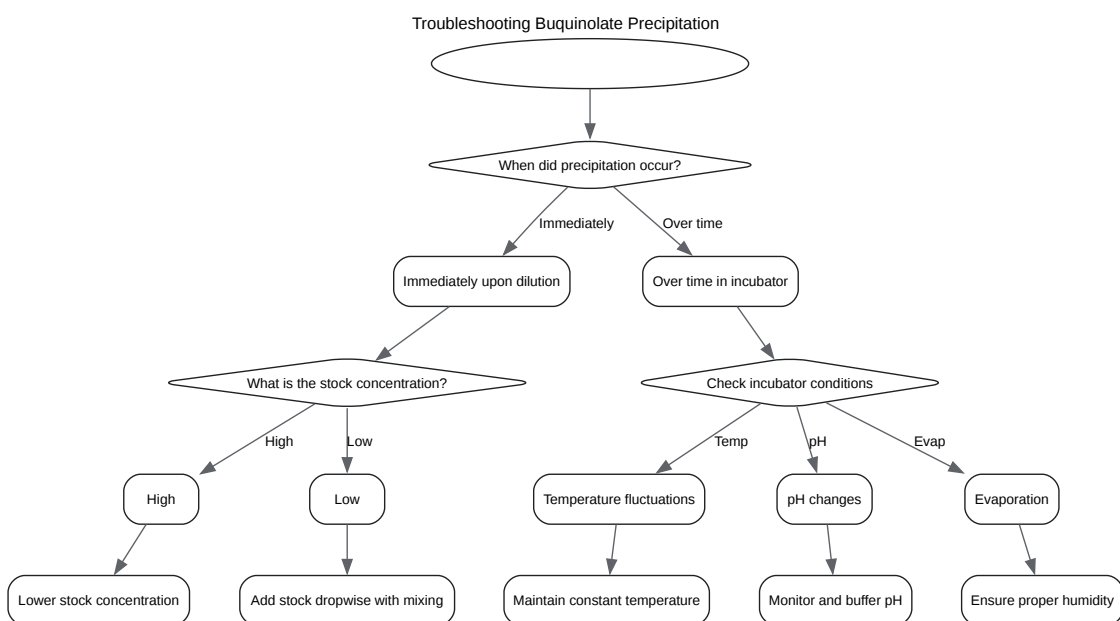 Troubleshooting Buquinolate Precipitation
When did precipitation occur?
Immediately
Over time
Immediately upon dilution
Over time in incubator
What is the stock concentration?
Check incubator conditions
High
Low
Temp
pH
Evap
High
Low
Temperature fluctuations
pH changes
Evaporation
Lower stock concentration
Add stock dropwise with mixing
Maintain constant temperature
Monitor and buffer pH
Ensure proper humidity